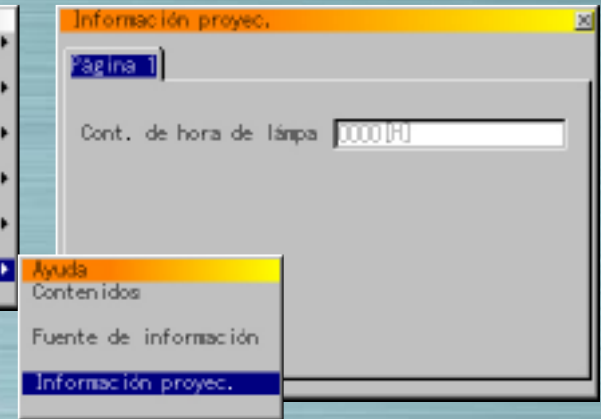 Información proyec.
Página 1
Cont. de hora de lámpa 0000[H]
Ayuda
Contenidos
Fuente de información
Información proyec.